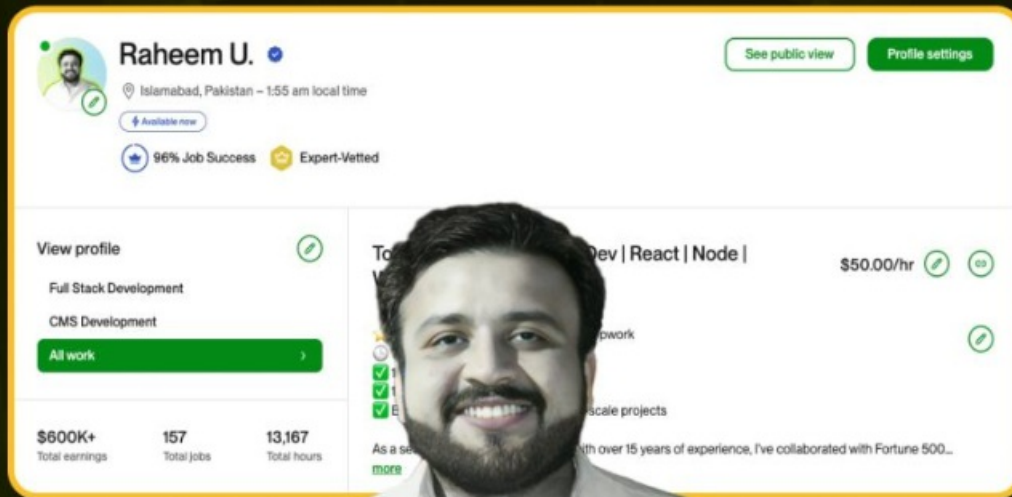 Raheem U.
Islamabad, Pakistan – 1:55 am local time
Available now
96% Job Success
Expert-Vetted
See public view
Profile settings
View profile
Full Stack Development
CMS Development
All work
$600K+ 157 13,167
Total earnings Total jobs Total hours
Dev | React | Node |
$50.00/hr
scale projects
As a with over 15 years of experience, I've collaborated with Fortune 500...
more